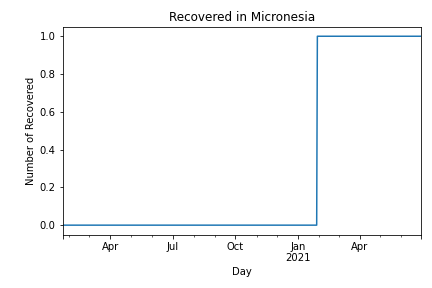 Recovered in Micronesia
Number of Recovered
1.0
0.8
0.6
0.4
0.2
0.0
Apr Jul Oct Jan Apr
2021
Day